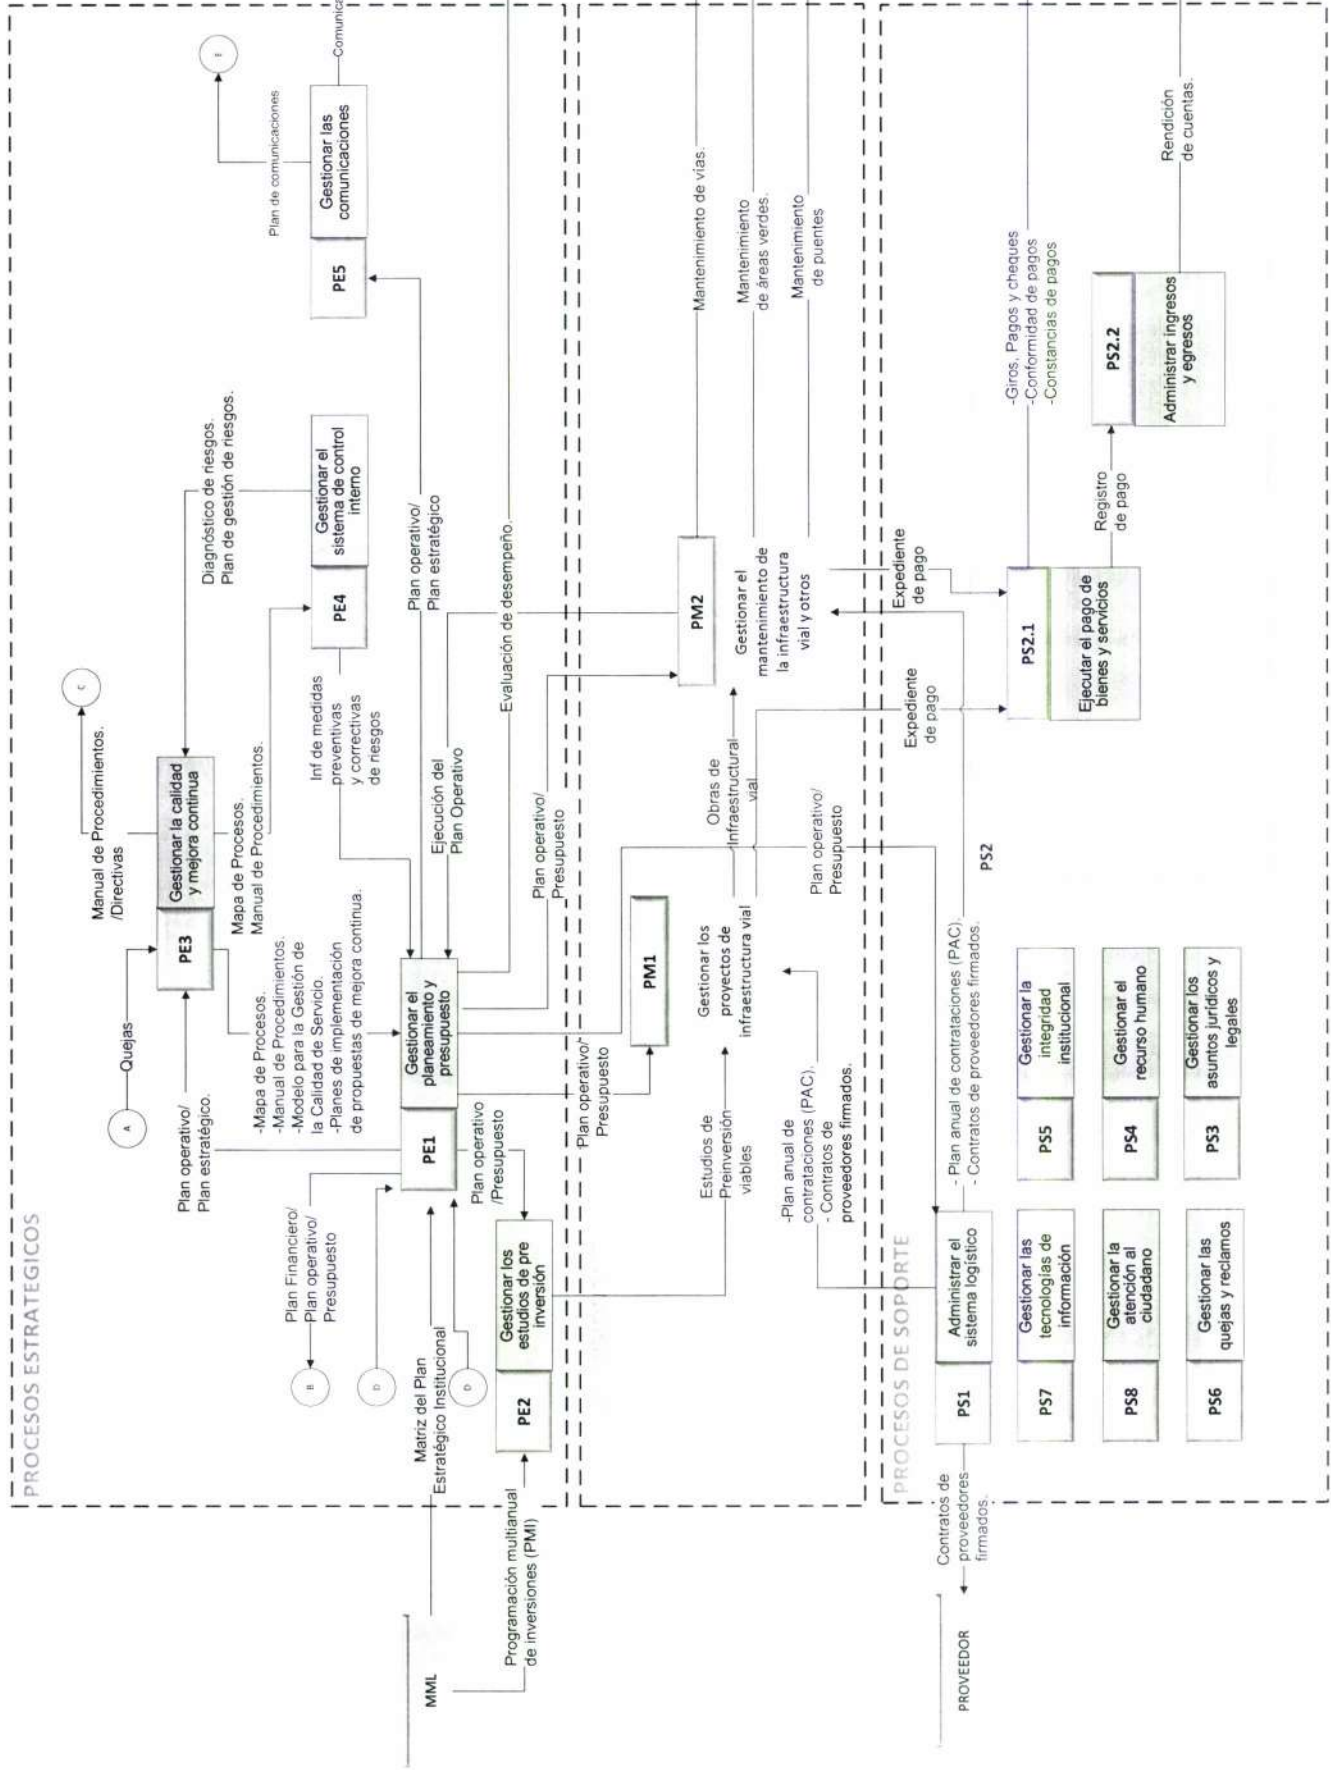 PROCESOS ESTRATEGICOS
A
Quejas
PE3
Gestionar la calidad
y mejora continua
Manual de Procedimientos.
/Directivas
C
Plan operativo/
Plan estratégico.
Mapa de Procesos.
Manual de Procedimientos.
Diagnóstico de riesgos.
Plan de gestión de riesgos.
PE4
Gestionar el
sistema de control
interno
Plan de comunicaciones
PE5
Gestionar las
comunicaciones
Comunica
-Mapa de Procesos.
-Manual de Procedimientos.
-Modelo para la Gestión de
la Calidad de Servicio.
-Planes de implementación
de propuestas de mejora continua.
Inf de medidas
preventivas
y correctivas
de riesgos
Plan Financiero/
Plan operativo/
Presupuesto
B
D
D
PE1
Gestionar el
planeamiento y
presupuesto
Ejecución del
Plan Operativo
Plan operativo/
Plan estratégico
Evaluación de desempeño.
Matriz del Plan
Estratégico Institucional
Plan operativo
/Presupuesto
PE2
Gestionar los
estudios de pre
inversión
MML
Programación multianual
de inversiones (PMI)
Plan operativo/
Presupuesto
Plan operativo/
Presupuesto
PM1
Gestionar los
proyectos de
infraestructura vial
Estudios de
Preinversión
viables
Obras de
Infraestructural
vial
PM2
Gestionar el
mantenimiento de
la infraestructura
vial y otros
Mantenimiento de vías.
Mantenimiento
de áreas verdes.
Mantenimiento
de puentes
-Plan anual de
contrataciones (PAC).
- Contratos de
proveedores firmados.
Plan operativo/
Presupuesto
PROCESOS DE SOPORTE
Expediente
de pago
Expediente
de pago
PROVEEDOR
Contratos de
proveedores
firmados.
PS1
Administrar el
sistema logístico
- Plan anual de contrataciones (PAC).
- Contratos de proveedores firmados.
PS2
PS2.1
Ejecutar el pago de
bienes y servicios
-Giros, Pagos y cheques
-Conformidad de pagos
-Constancias de pagos
Registro
de pago
PS2.2
Administrar ingresos
y egresos
Rendición
de cuentas.
PS7
Gestionar las
tecnologías de
información
PS5
Gestionar la
integridad
institucional
PS8
Gestionar la
atención al
ciudadano
PS4
Gestionar el
recurso humano
PS6
Gestionar las
quejas y reclamos
PS3
Gestionar los
asuntos jurídicos y
legales